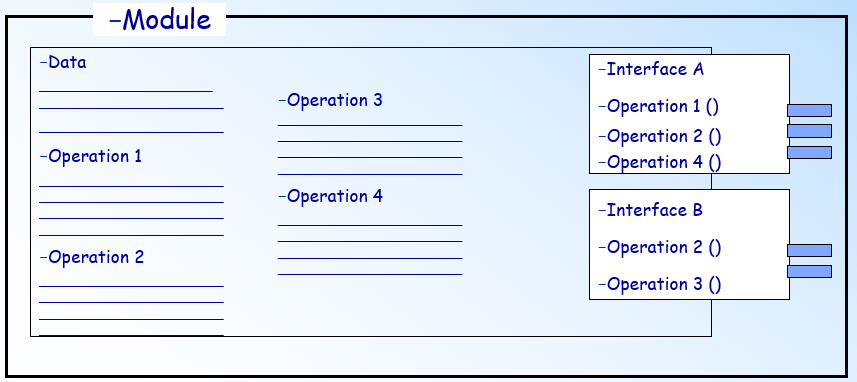 –Module
–Data
–Operation 1
–Operation 2
–Operation 3
–Operation 4
–Interface A
–Operation 1 ()
–Operation 2 ()
–Operation 4 ()
–Interface B
–Operation 2 ()
–Operation 3 ()